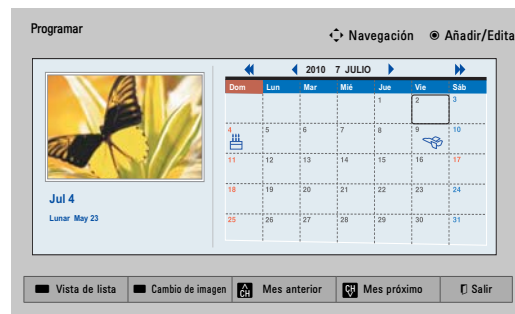 Programar
Navegación Añadir/Edita
2010 7 JULIO
Dom Lun Mar Mié Jue Vie Sáb
1 2 3
4 5 6 7 8 9 10
11 12 13 14 15 16 17
18 19 20 21 22 23 24
25 26 27 28 29 30 31
Jul 4
Lunar May 23
Vista de lista Cambio de imagen CH Mes anterior CH Mes próximo Salir